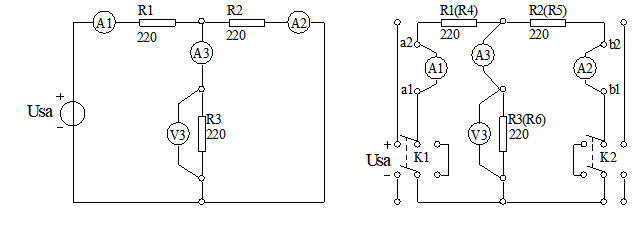 R1
R2
A1
A2
220
220
A3
+
Usa
-
R3
V3
220
R1(R4)
R2(R5)
220
220
a2
b2
A3
A1
A2
a1
b1
R3(R6)
V3
220
+
Usa
K1
K2
-